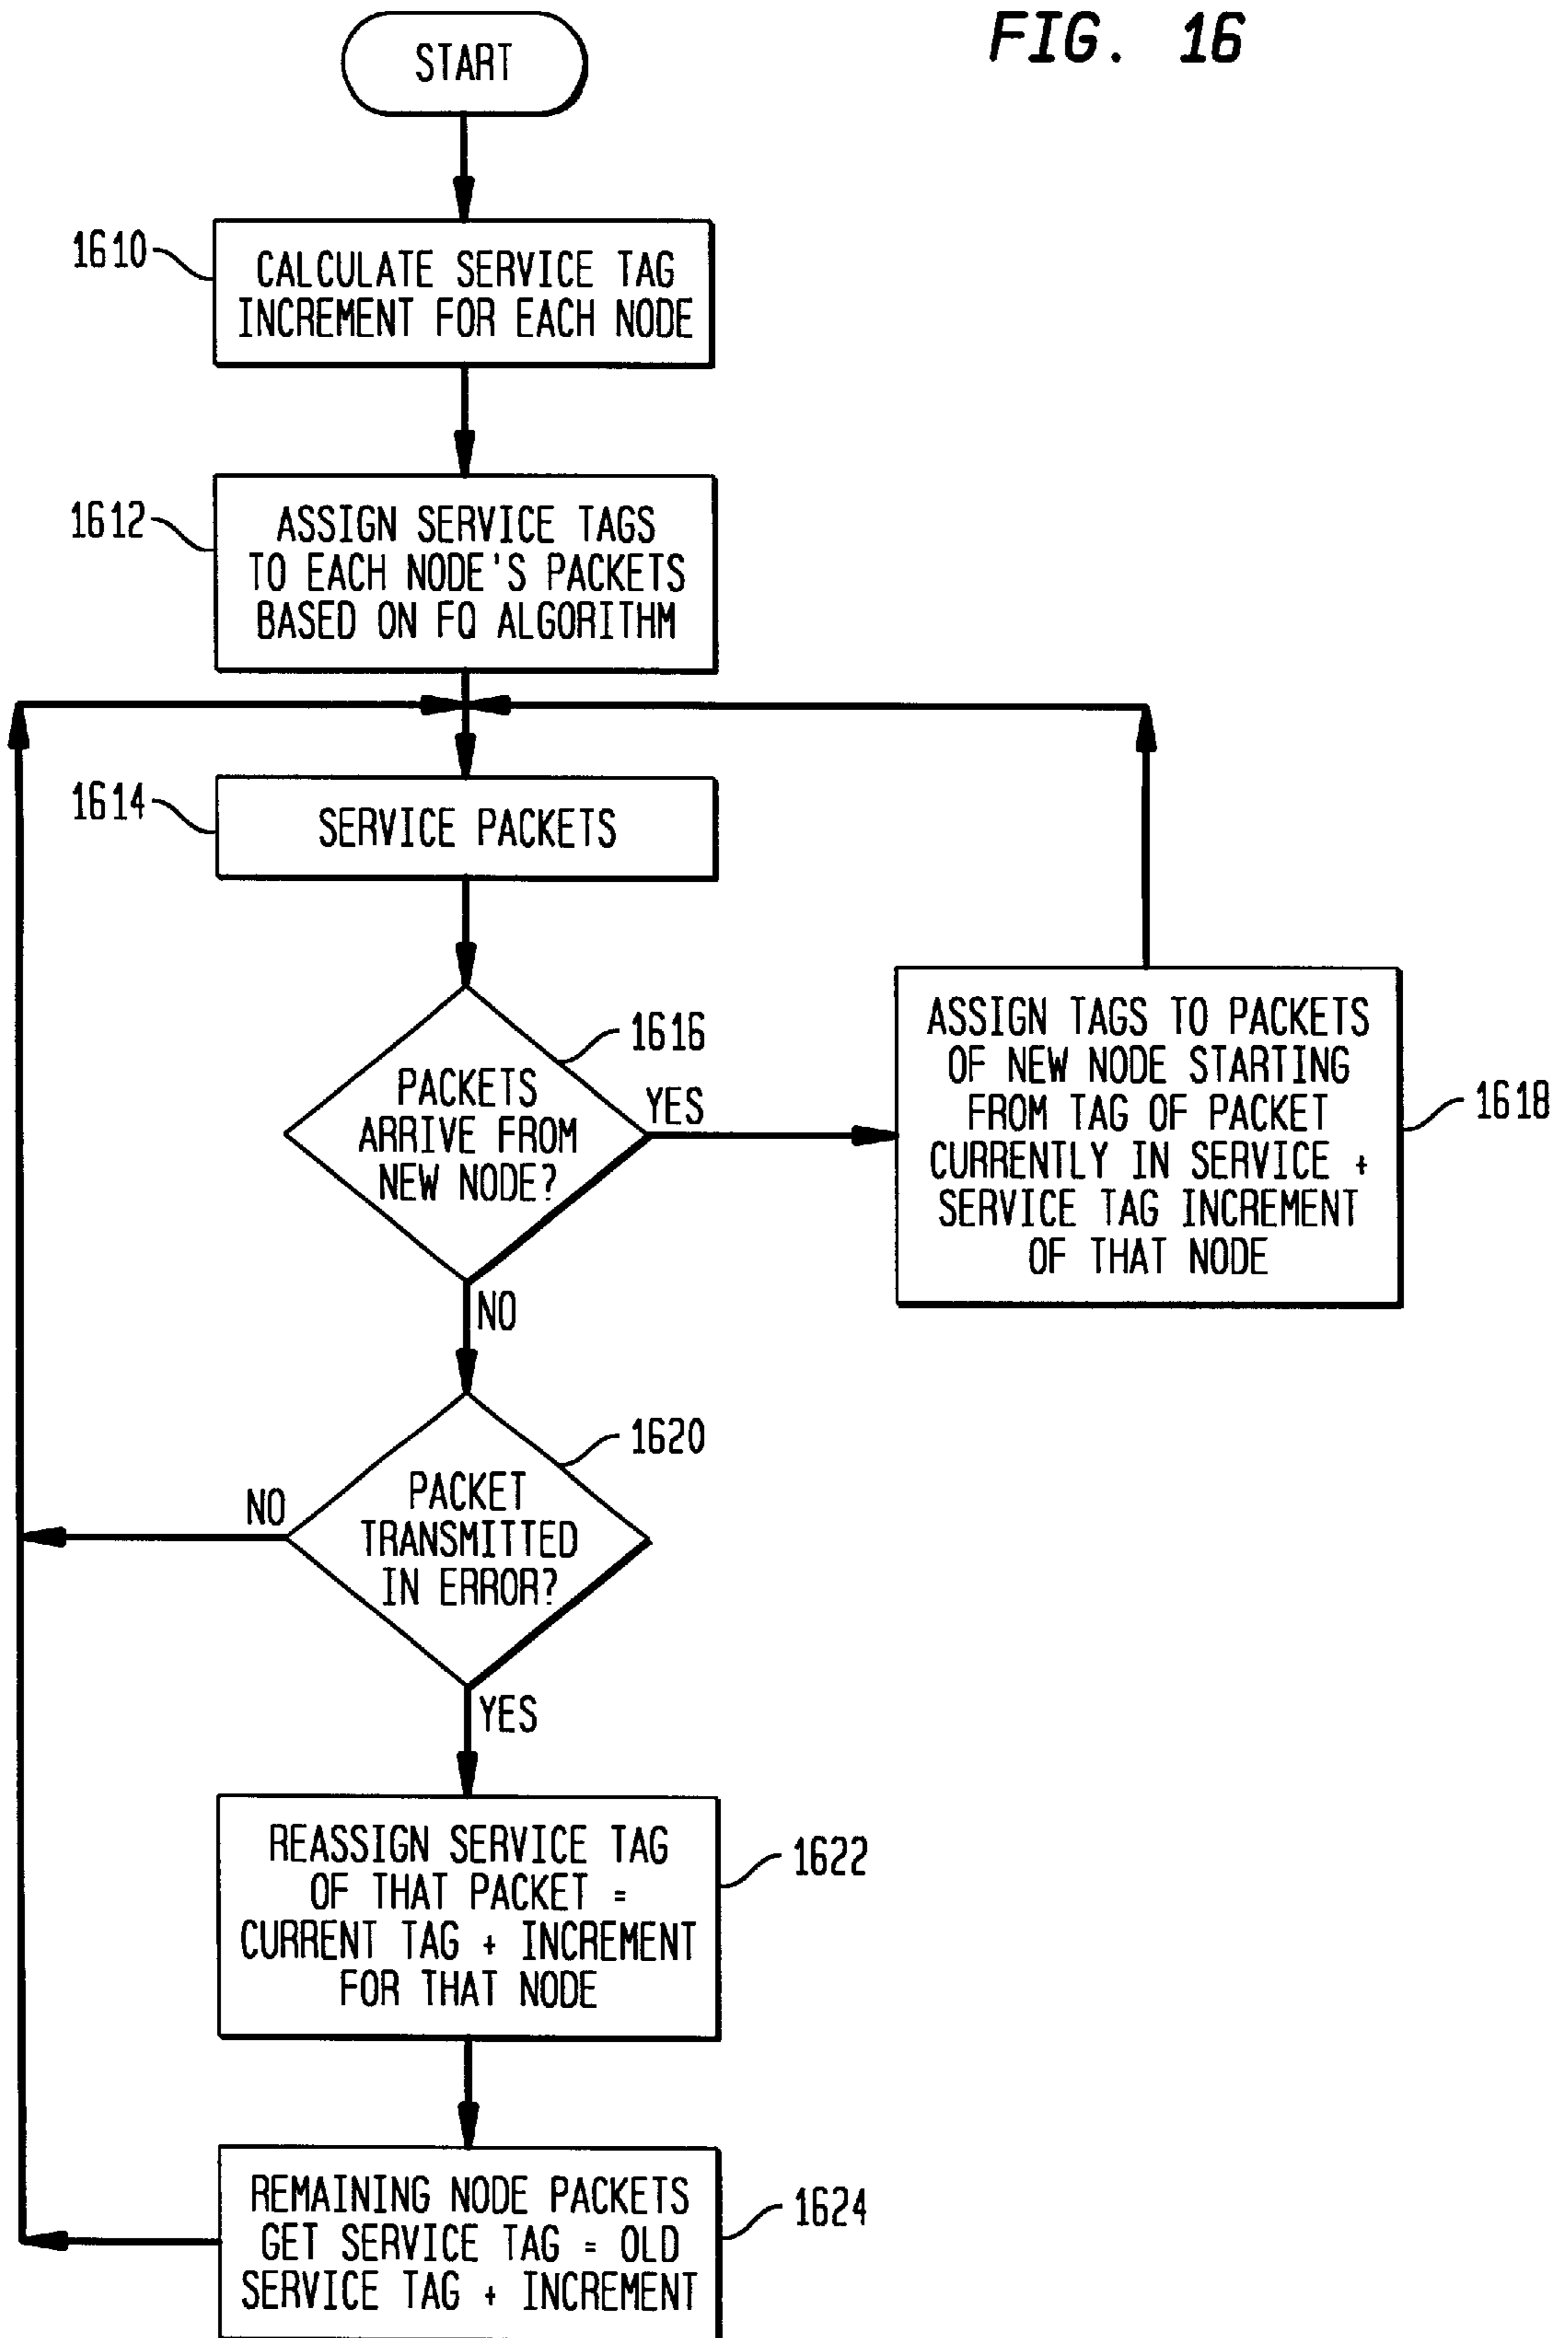 FIG. 16
START
1610
CALCULATE SERVICE TAG
INCREMENT FOR EACH NODE
1612
ASSIGN SERVICE TAGS
TO EACH NODE'S PACKETS
BASED ON FQ ALGORITHM
1614
SERVICE PACKETS
1616
PACKETS
ARRIVE FROM
NEW NODE?
YES
NO
ASSIGN TAGS TO PACKETS
OF NEW NODE STARTING
FROM TAG OF PACKET
CURRENTLY IN SERVICE +
SERVICE TAG INCREMENT
OF THAT NODE
1618
1620
PACKET
TRANSMITTED
IN ERROR?
NO
YES
REASSIGN SERVICE TAG
OF THAT PACKET =
CURRENT TAG + INCREMENT
FOR THAT NODE
1622
REMAINING NODE PACKETS
GET SERVICE TAG = OLD
SERVICE TAG + INCREMENT
1624